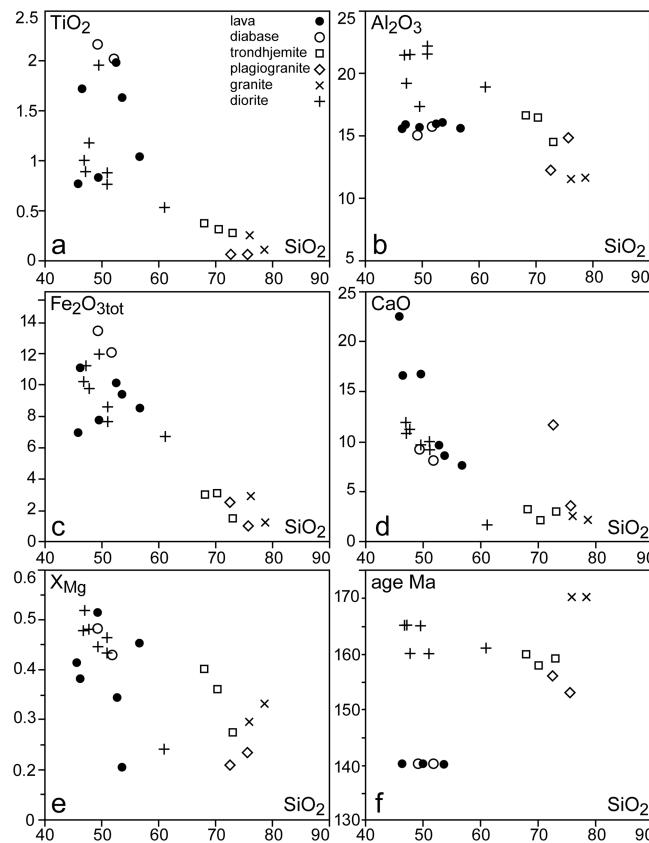 TiO2
2.5
2
1.5
1
0.5
0
lava
diabase
trondhjemite
plagiogranite
granite
diorite
a
SiO2
40 50 60 70 80 90
Al2O3
25
20
15
10
5
b
SiO2
40 50 60 70 80 90
Fe2O3tot
14
12
10
8
6
4
2
0
c
SiO2
40 50 60 70 80 90
CaO
25
20
15
10
5
0
d
SiO2
40 50 60 70 80 90
XMg
0.6
0.5
0.4
0.3
0.2
0
e
SiO2
40 50 60 70 80 90
age Ma
170
160
150
140
130
f
SiO2
40 50 60 70 80 90